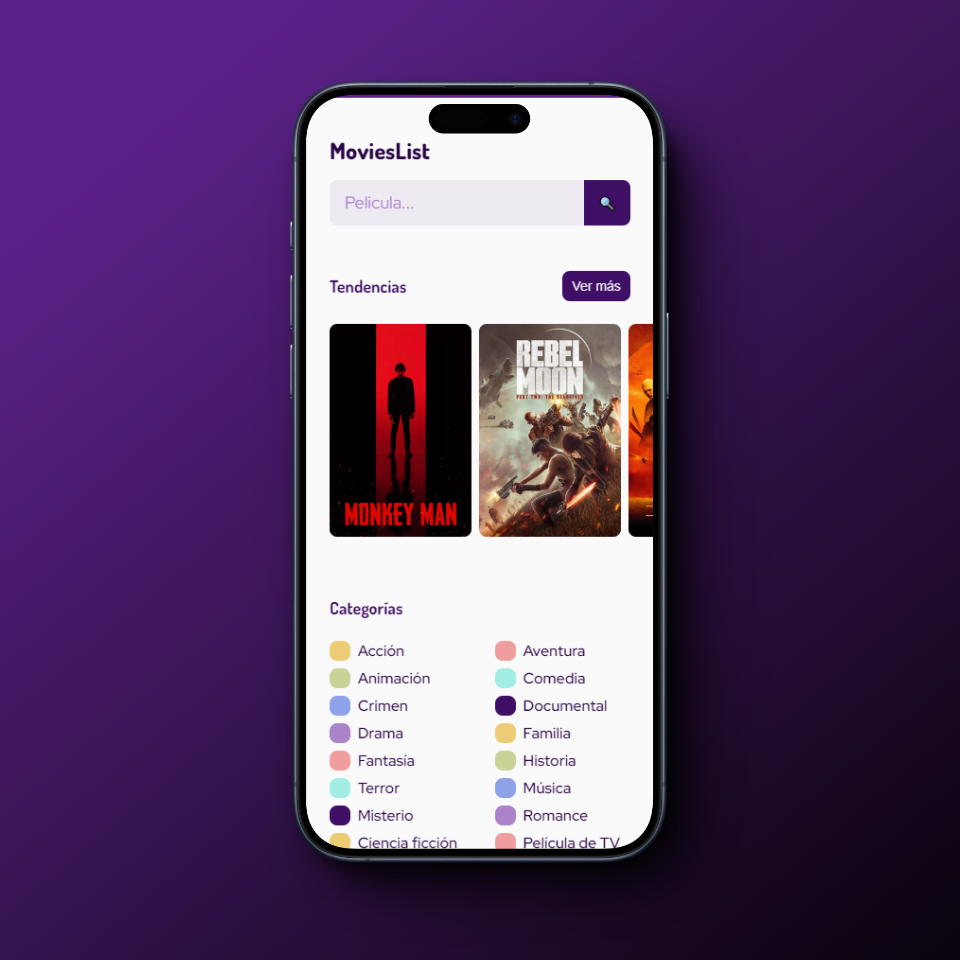 MoviesList
Pelicula...
Tendencias
Ver más
MONKEY MAN
REBEL
MOON
PART TWO: THE SCARGIVER
Categorías
Acción
Aventura
Animación
Comedia
Crimen
Documental
Drama
Familia
Fantasía
Historia
Terror
Música
Misterio
Romance
Ciencia ficción
Película de TV